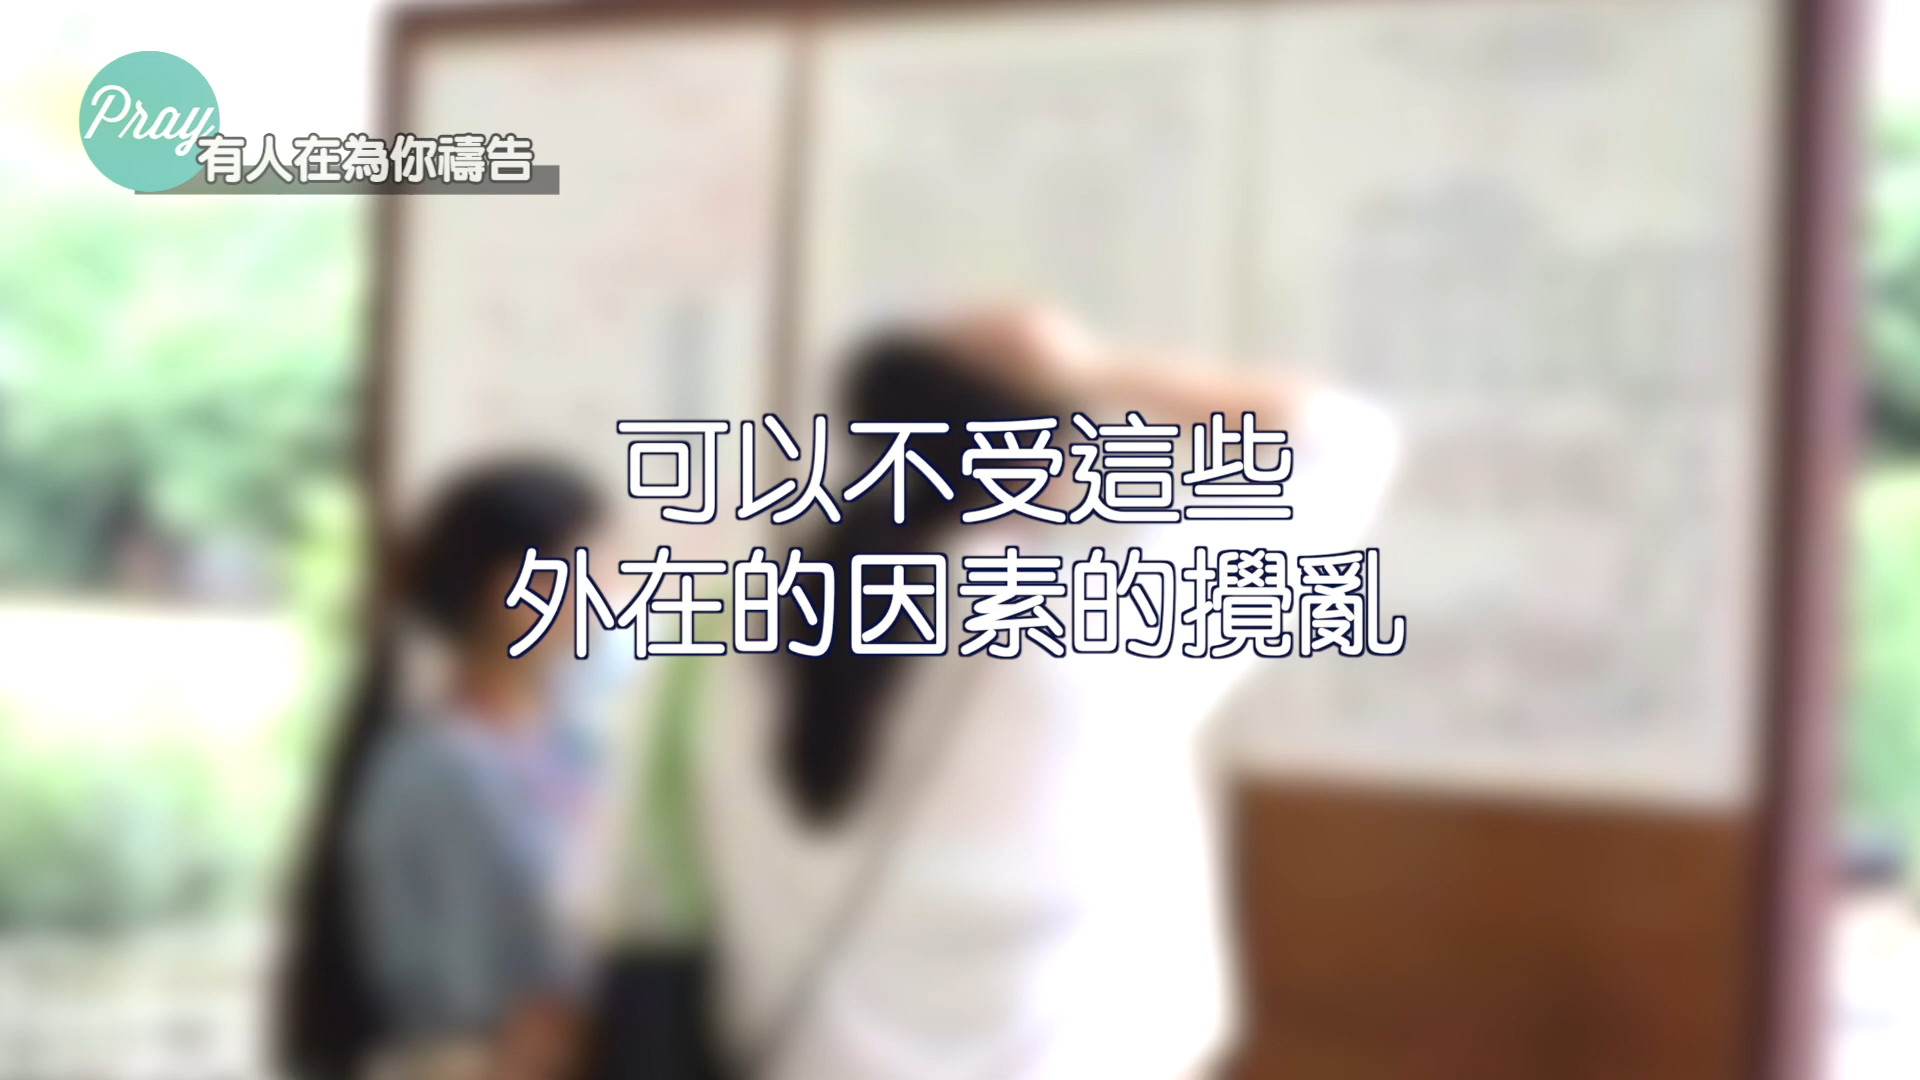 Pray
有人在為你禱告
可以不受這些
外在的因素的攪亂